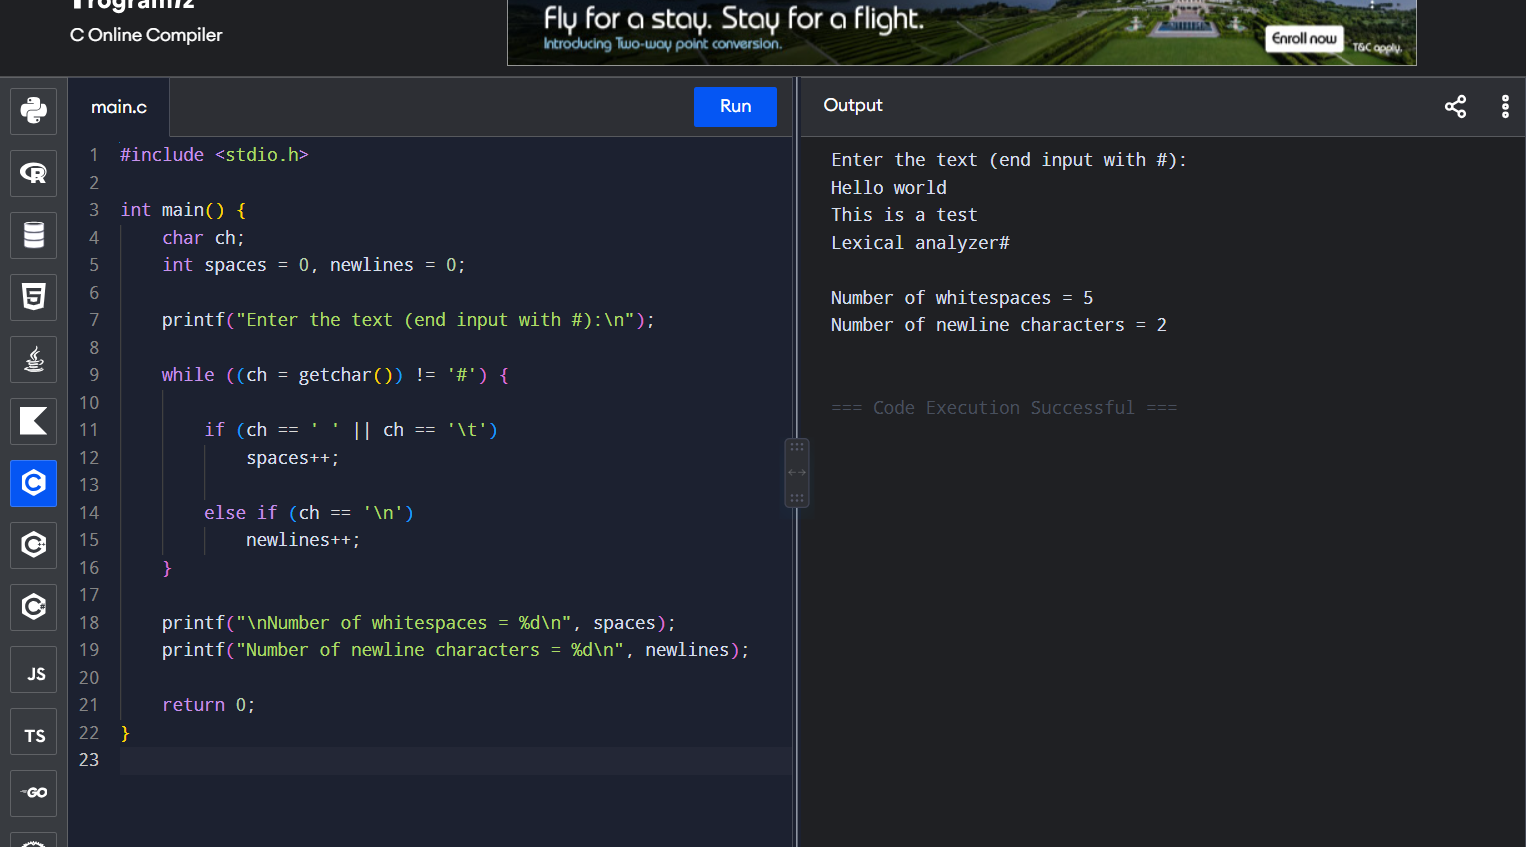 Programiz
C Online Compiler
Fly for a stay. Stay for a flight.
Introducing Two-way point conversion.
Enroll now
T&C apply.
main.c
Run
Output
1 #include <stdio.h>
2
3 int main() {
4     char ch;
5     int spaces = 0, newlines = 0;
6
7     printf("Enter the text (end input with #):\n");
8
9     while ((ch = getchar()) != '#') {
10
11         if (ch == ' ' || ch == '\t')
12             spaces++;
13
14         else if (ch == '\n')
15             newlines++;
16     }
17
18     printf("\nNumber of whitespaces = %d\n", spaces);
19     printf("Number of newline characters = %d\n", newlines);
20
21     return 0;
22 }
23
Enter the text (end input with #):
Hello world
This is a test
Lexical analyzer#
Number of whitespaces = 5
Number of newline characters = 2
=== Code Execution Successful ===
JS
TS
GO